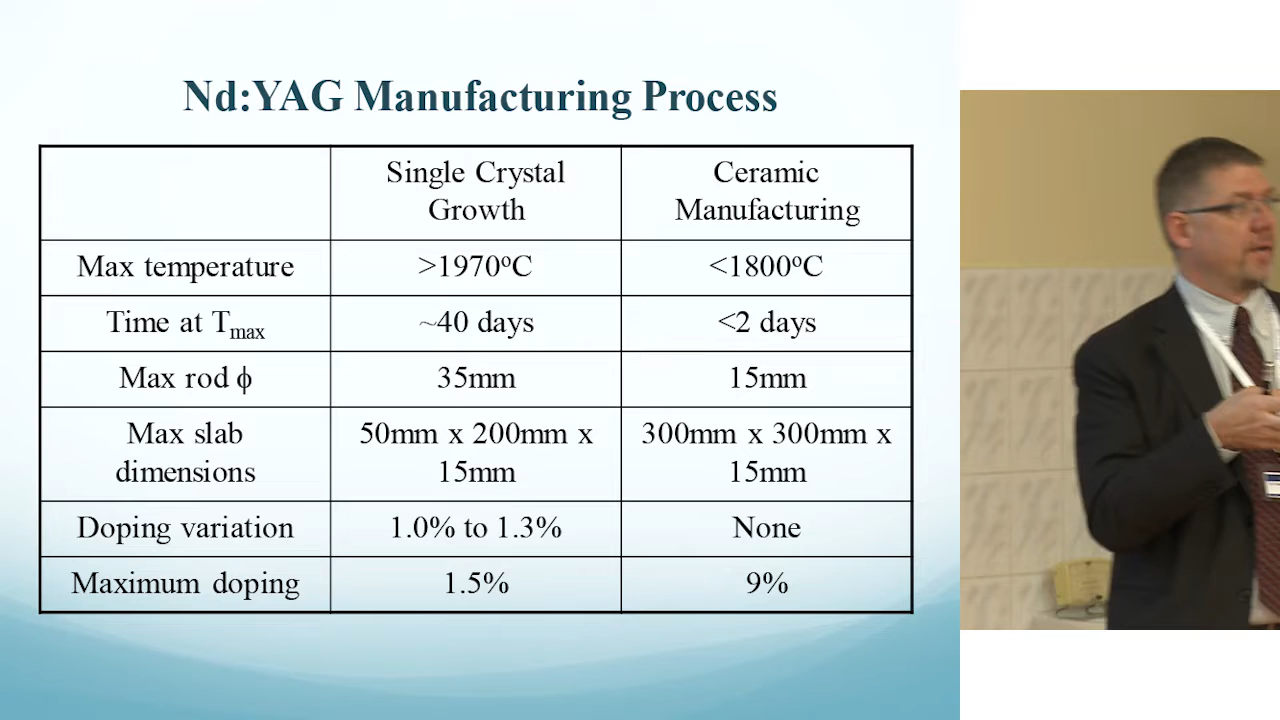 Nd:YAG Manufacturing Process
Single Crystal Growth
Ceramic Manufacturing
Max temperature >1970°C <1800°C
Time at Tmax ~40 days <2 days
Max rod ϕ 35mm 15mm
Max slab dimensions 50mm x 200mm x 15mm 300mm x 300mm x 15mm
Doping variation 1.0% to 1.3% None
Maximum doping 1.5% 9%